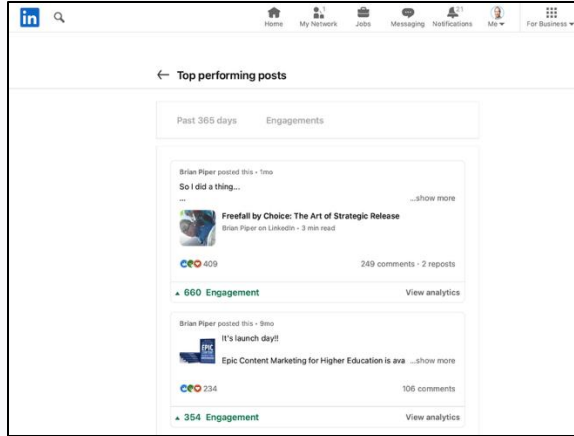 in
Home
My Network 1
Jobs
Messaging
Notifications 21
Me
For Business
← Top performing posts
Past 365 days Engagements
Brian Piper posted this • 1mo
So I did a thing...
...
...show more
Freefall by Choice: The Art of Strategic Release
Brian Piper on LinkedIn • 3 min read
409 249 comments • 2 reposts
▲ 660 Engagement View analytics
Brian Piper posted this • 9mo
It's launch day!!
EPIC
Epic Content Marketing for Higher Education is ava ...show more
234 106 comments
▲ 354 Engagement View analytics